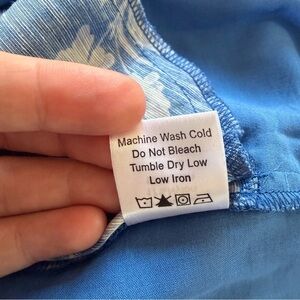 Machine Wash Cold
Do Not Bleach
Tumble Dry Low
Low Iron